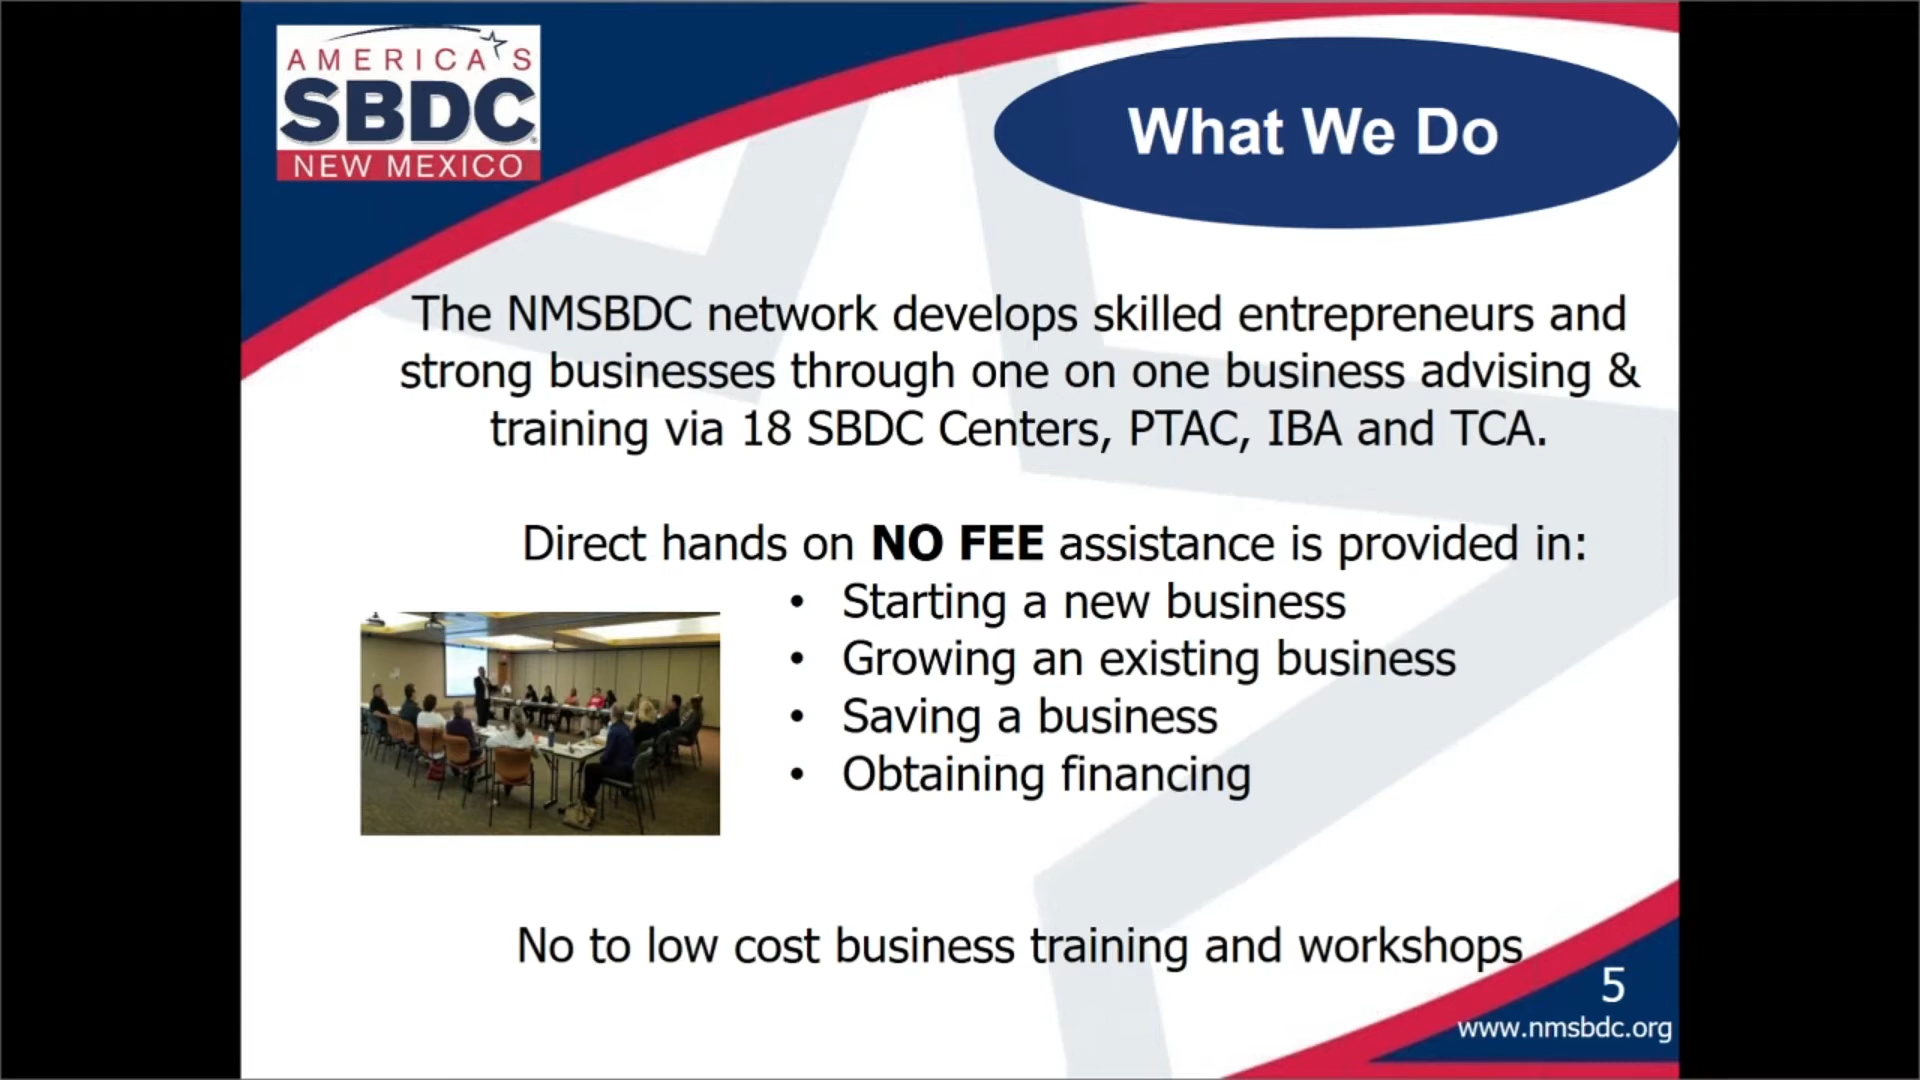 AMERICA'S
SBDC
NEW MEXICO
What We Do
The NMSBDC network develops skilled entrepreneurs and
strong businesses through one on one business advising &
training via 18 SBDC Centers, PTAC, IBA and TCA.
Direct hands on NO FEE assistance is provided in:
• Starting a new business
• Growing an existing business
• Saving a business
• Obtaining financing
No to low cost business training and workshops
5
www.nmsbdc.org